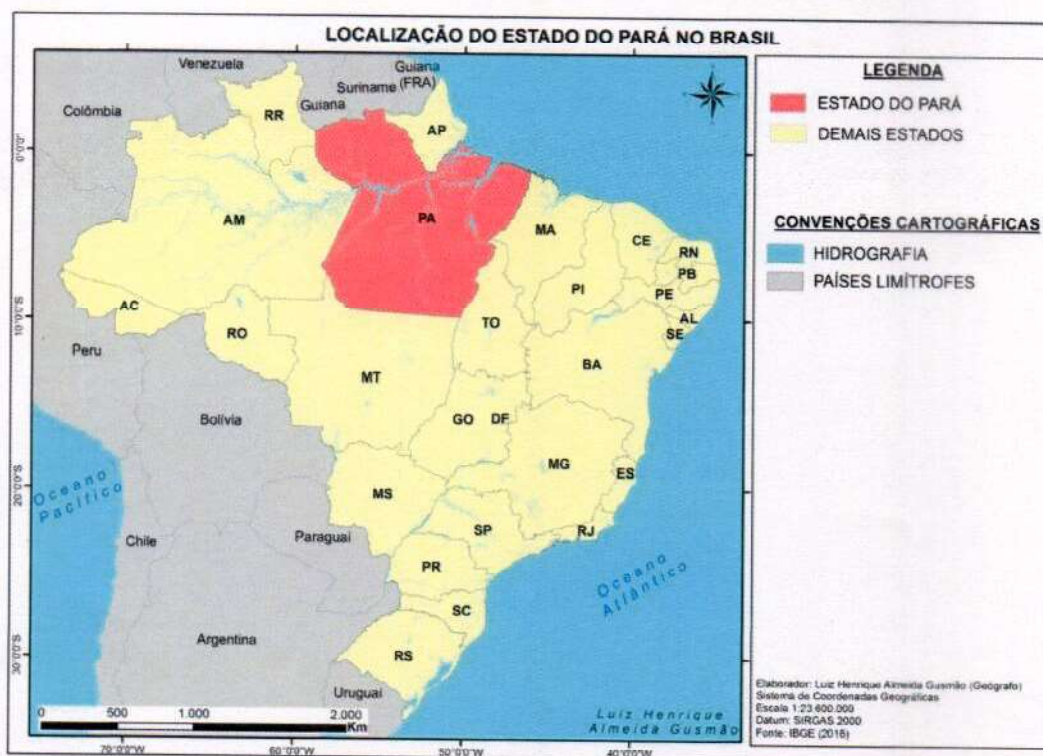 LOCALIZAÇÃO DO ESTADO DO PARÁ NO BRASIL
Venezuela
Guiana
(FRA)
Suriname
Guiana
Colômbia
RR
AP
AM
PA
MA
CE
RN
PB
PE
PI
AL
SE
AC
RO
TO
BA
Peru
MT
Bolívia
GO
DF
MG
ES
MS
Oceano
Pacífico
SP
RJ
Chile
Paraguai
PR
Oceano
Atlântico
SC
Argentina
RS
Uruguai
0°0'0"
10°0'0"S
20°0'0"S
30°0'0"S
0 500 1.000 2.000
Km
70°0'0"W 60°0'0"W 50°0'0"W 40°0'0"W
Luiz Henrique
Almeida Gusmão
LEGENDA
ESTADO DO PARÁ
DEMAIS ESTADOS
CONVENÇÕES CARTOGRÁFICAS
HIDROGRAFIA
PAÍSES LIMÍTROFES
Elaborador: Luiz Henrique Almeida Gusmão (Geógrafo)
Sistema de Coordenadas Geográficas
Escala 1:23.600.000
Datum: SIRGAS 2000
Fonte: IBGE (2016)